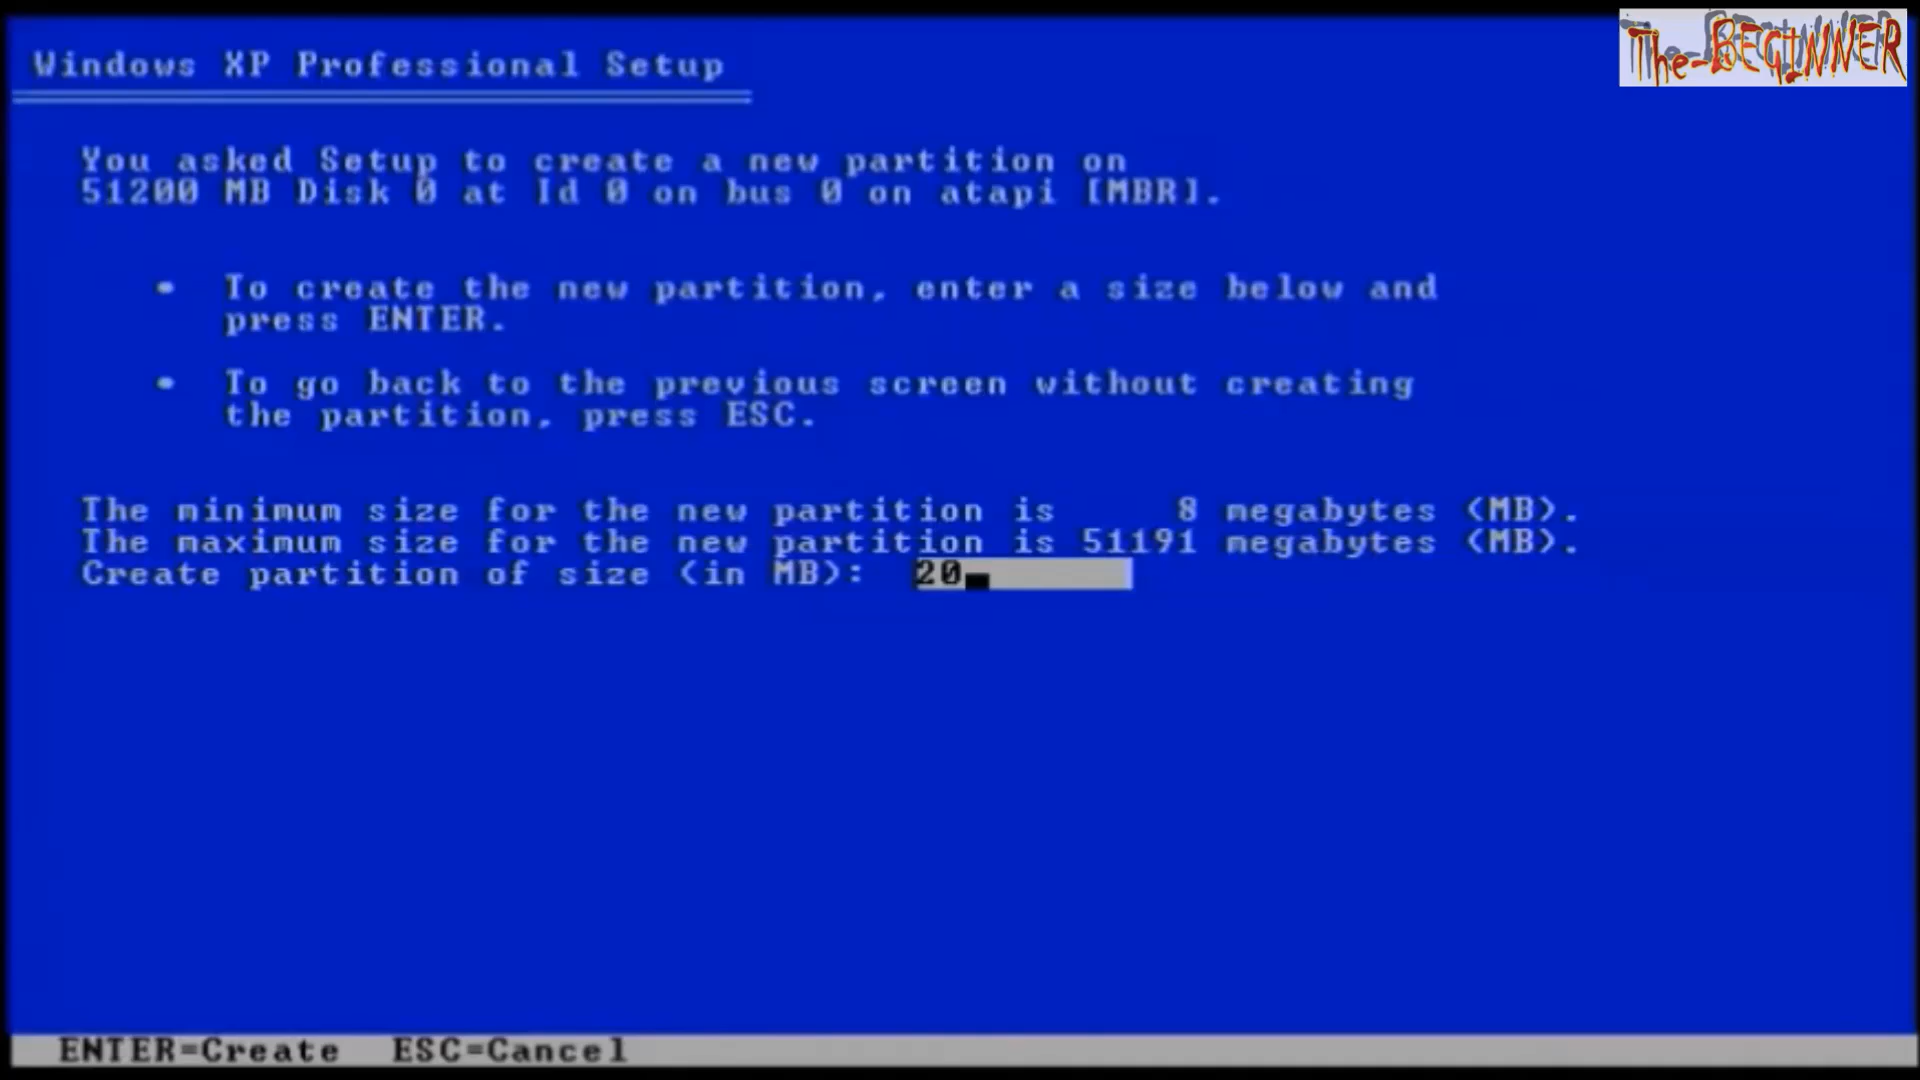 The-BEGINNER
Windows XP Professional Setup
You asked Setup to create a new partition on
51200 MB Disk 0 at Id 0 on bus 0 on atapi [MBR].
• To create the new partition, enter a size below and
press ENTER.
• To go back to the previous screen without creating
the partition, press ESC.
The minimum size for the new partition is 8 megabytes (MB).
The maximum size for the new partition is 51191 megabytes (MB).
Create partition of size (in MB): 20_
ENTER=Create ESC=Cancel